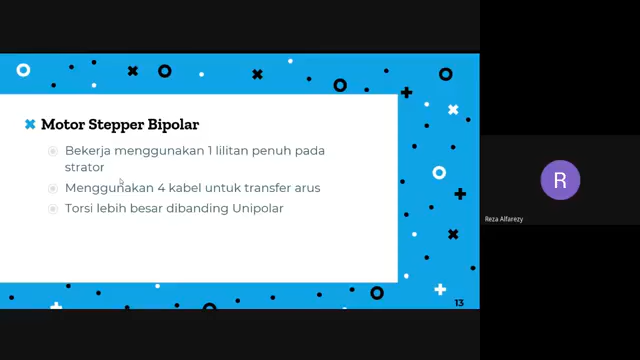 Motor Stepper Bipolar
Bekerja menggunakan 1 lilitan penuh pada
strator
Menggunakan 4 kabel untuk transfer arus
Torsi lebih besar dibanding Unipolar
13
R
Reza Alfarezy